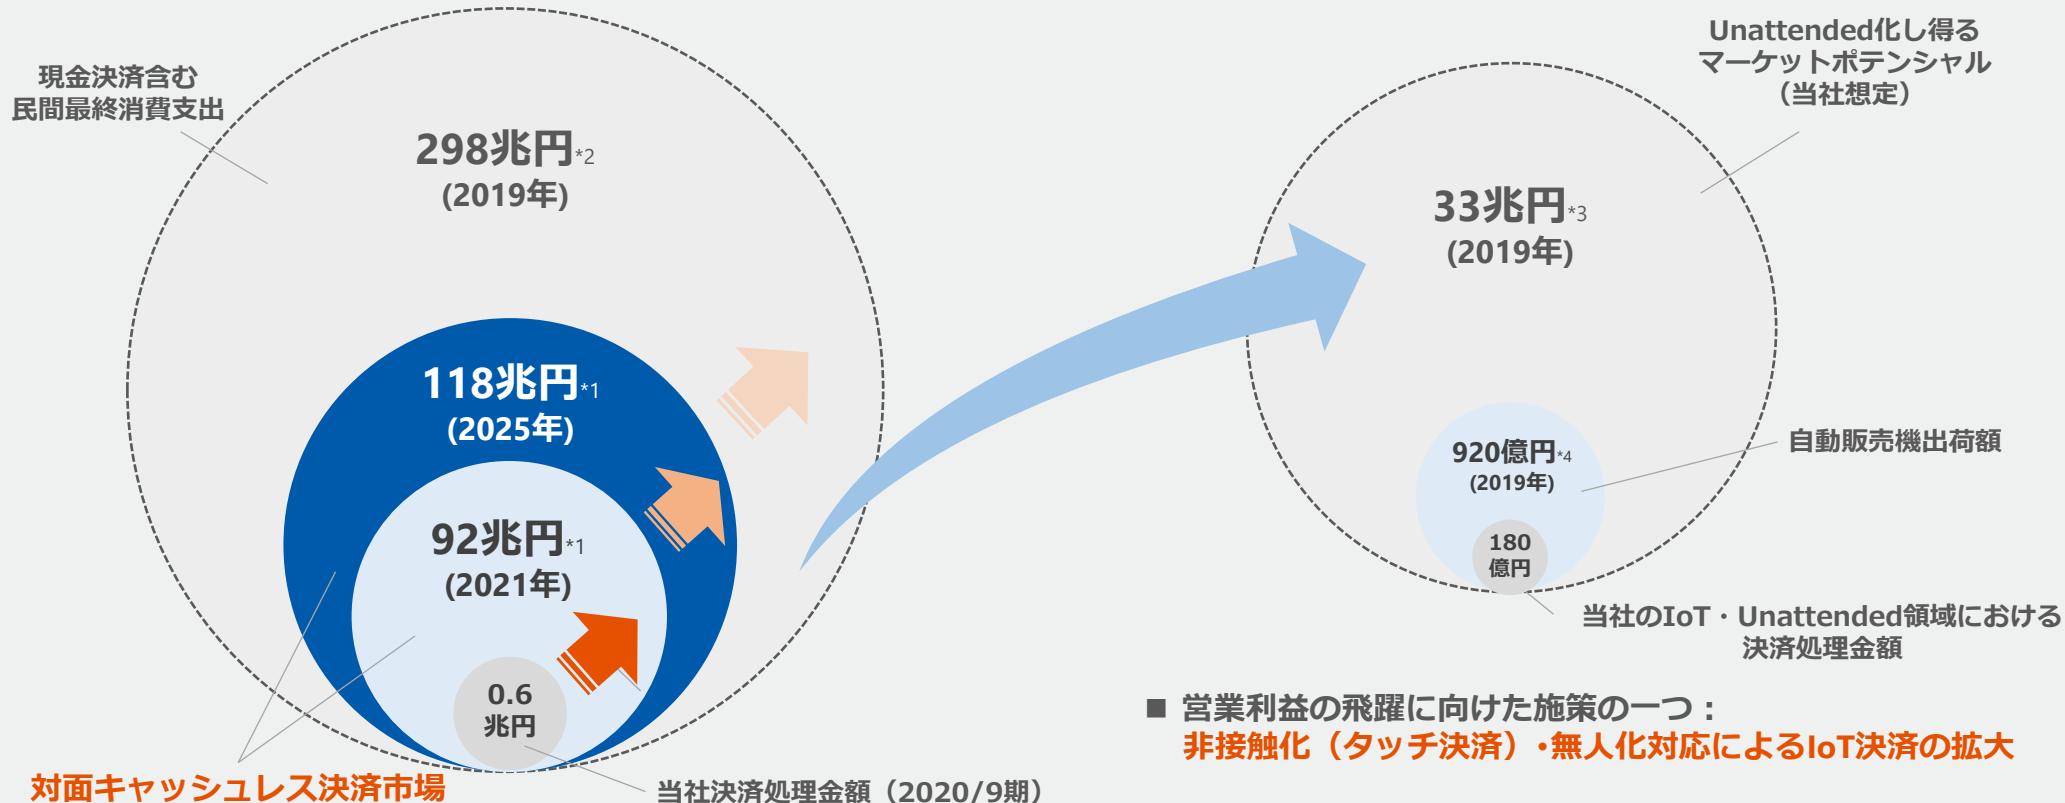 現金決済含む
民間最終消費支出
298兆円*2
(2019年)
118兆円*1
(2025年)
92兆円*1
(2021年)
0.6
兆円
対面キャッシュレス決済市場
当社決済処理金額（2020/9期）
Unattended化し得る
マーケットポテンシャル
（当社想定）
33兆円*3
(2019年)
920億円*4
(2019年)
自動販売機出荷額
180
億円
当社のIoT・Unattended領域における
決済処理金額
■ 営業利益の飛躍に向けた施策の一つ：
非接触化（タッチ決済）・無人化対応によるIoT決済の拡大